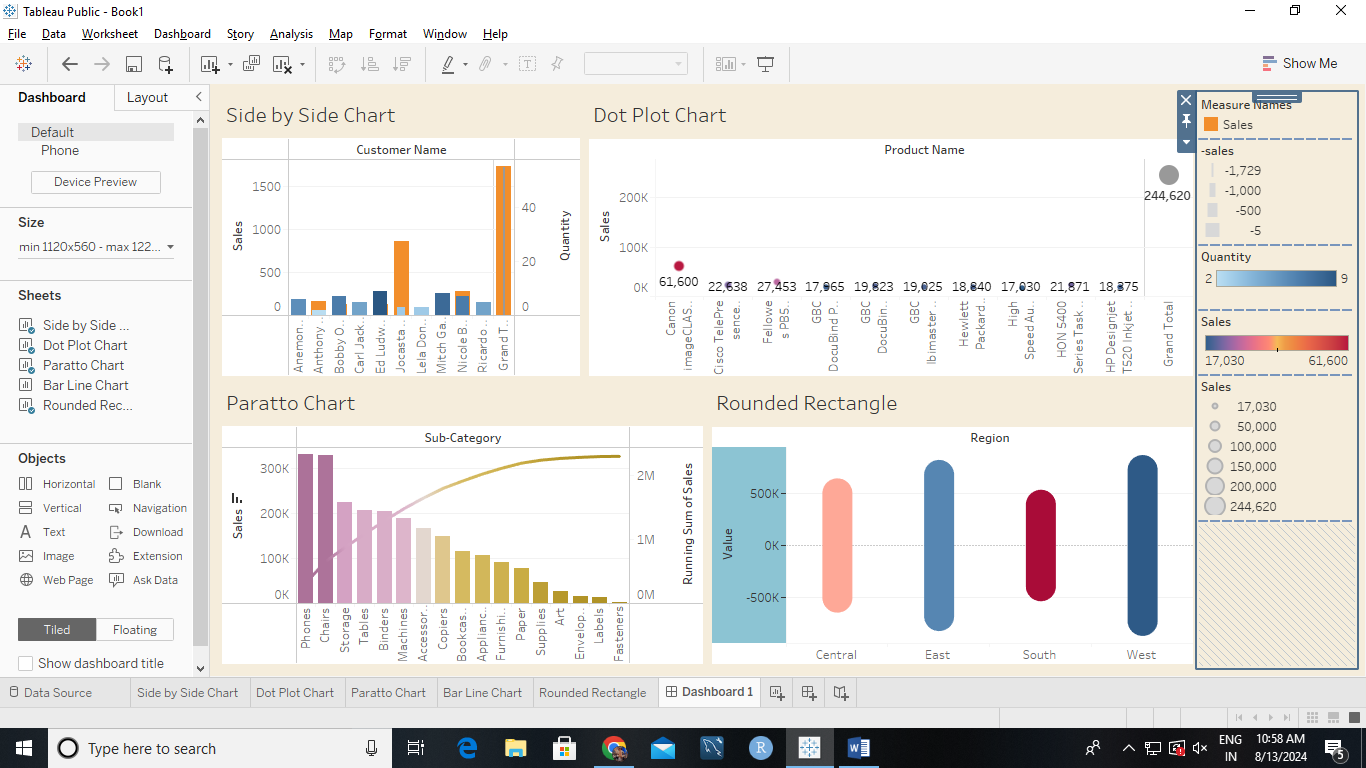 Tableau Public - Book1
File Data Worksheet Dashboard Story Analysis Map Format Window Help
Show Me
Dashboard Layout
Default
Phone
Device Preview
Size
min 1120x560 - max 122...
Sheets
Side by Side ...
Dot Plot Chart
Paratto Chart
Bar Line Chart
Rounded Rec...
Objects
Horizontal Blank
Vertical Navigation
Text Download
Image Extension
Web Page Ask Data
Tiled Floating
Show dashboard title
Side by Side Chart
Customer Name
Sales
1500
1000
500
0
Quantity
40
20
0
Anemon..
Anthony ..
Bobby O..
Carl Jack..
Ed Ludw..
Jocasta ..
Lela Don..
Mitch Ga..
Nicole B..
Ricardo ..
Grand T..
Dot Plot Chart
Product Name
Sales
200K
100K
0K
61,600
22,638
27,453
17,965
19,823
19,025
18,840
17,030
21,871
18,375
244,620
Canon imageCLAS..
Cisco TelePre sence..
Fellowe s PBS..
GBC DocuBind P..
GBC DocuBin..
GBC Ibimaster ..
Hewlett Packard..
High Speed Au..
HON 5400 Series Task ..
HP Designjet T520 Inkjet ..
Grand Total
Paratto Chart
Sub-Category
Sales
300K
200K
100K
0K
Running Sum of Sales
2M
1M
0M
Phones
Chairs
Storage
Tables
Binders
Machines
Accessor..
Copiers
Bookcas..
Applianc..
Furnishi..
Paper
Supplies
Art
Envelop..
Labels
Fasteners
Rounded Rectangle
Region
Value
500K
0K
-500K
Central East South West
Measure Names
Sales
-sales
-1,729
-1,000
-500
-5
Quantity
2 9
Sales
17,030 61,600
Sales
17,030
50,000
100,000
150,000
200,000
244,620
Data Source Side by Side Chart Dot Plot Chart Paratto Chart Bar Line Chart Rounded Rectangle Dashboard 1
Type here to search
ENG
IN
10:58 AM
8/13/2024
5